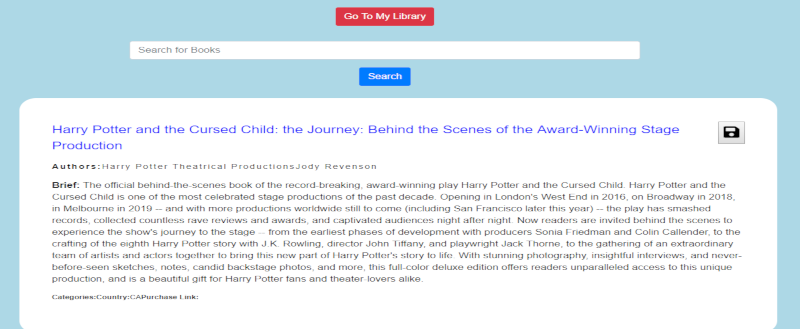 Go To My Library
Search for Books
Search
Harry Potter and the Cursed Child: the Journey: Behind the Scenes of the Award-Winning Stage
Production
Authors:Harry Potter Theatrical ProductionsJody Revenson
Brief: The official behind-the-scenes book of the record-breaking, award-winning play Harry Potter and the Cursed Child. Harry Potter and the
Cursed Child is one of the most celebrated stage productions of the past decade. Opening in London's West End in 2016, on Broadway in 2018,
in Melbourne in 2019 -- and with more productions worldwide still to come (including San Francisco later this year) -- the play has smashed
records, collected countless rave reviews and awards, and captivated audiences night after night. Now readers are invited behind the scenes to
experience the show's journey to the stage -- from the earliest phases of development with producers Sonia Friedman and Colin Callender, to the
crafting of the eighth Harry Potter story with J.K. Rowling, director John Tiffany, and playwright Jack Thorne, to the gathering of an extraordinary
team of artists and actors together to bring this new part of Harry Potter's story to life. With stunning photography, insightful interviews, and never-
before-seen sketches, notes, candid backstage photos, and more, this full-color deluxe edition offers readers unparalleled access to this unique
production, and is a beautiful gift for Harry Potter fans and theater-lovers alike.
Categories:Country:CAPurchase Link: